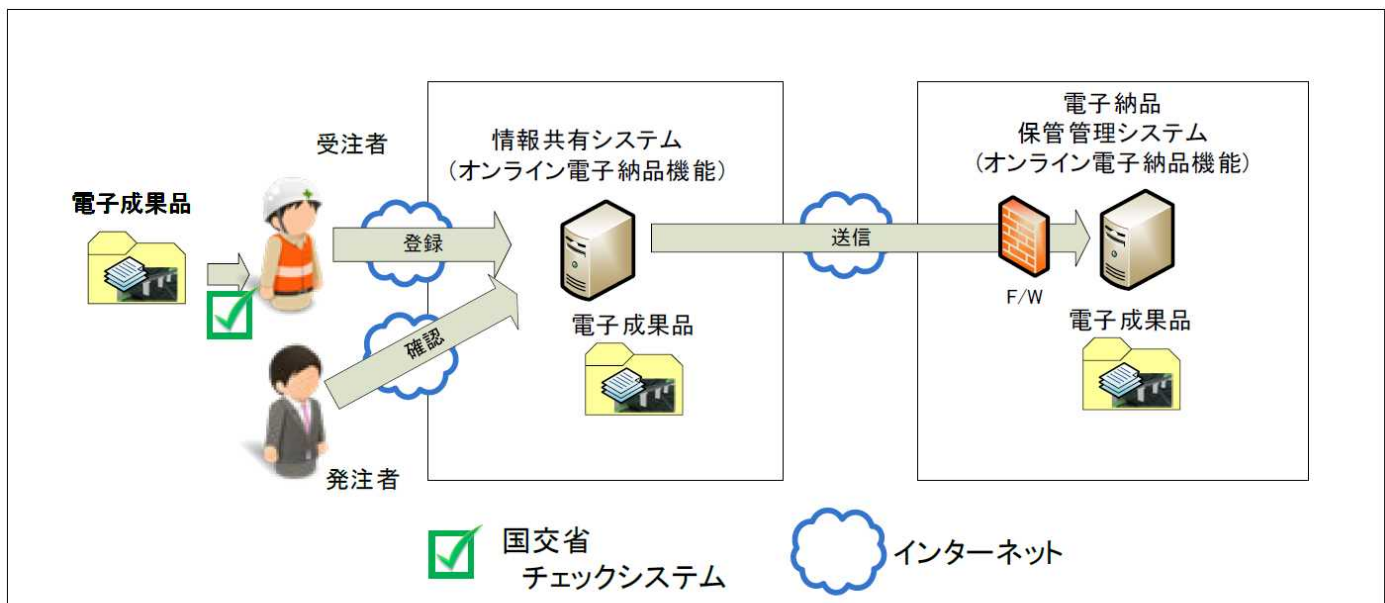 受注者
電子成果品
情報共有システム
(オンライン電子納品機能)
電子納品
保管管理システム
(オンライン電子納品機能)
登録
送信
確認
F/W
電子成果品
電子成果品
発注者
国交省
チェックシステム
インターネット